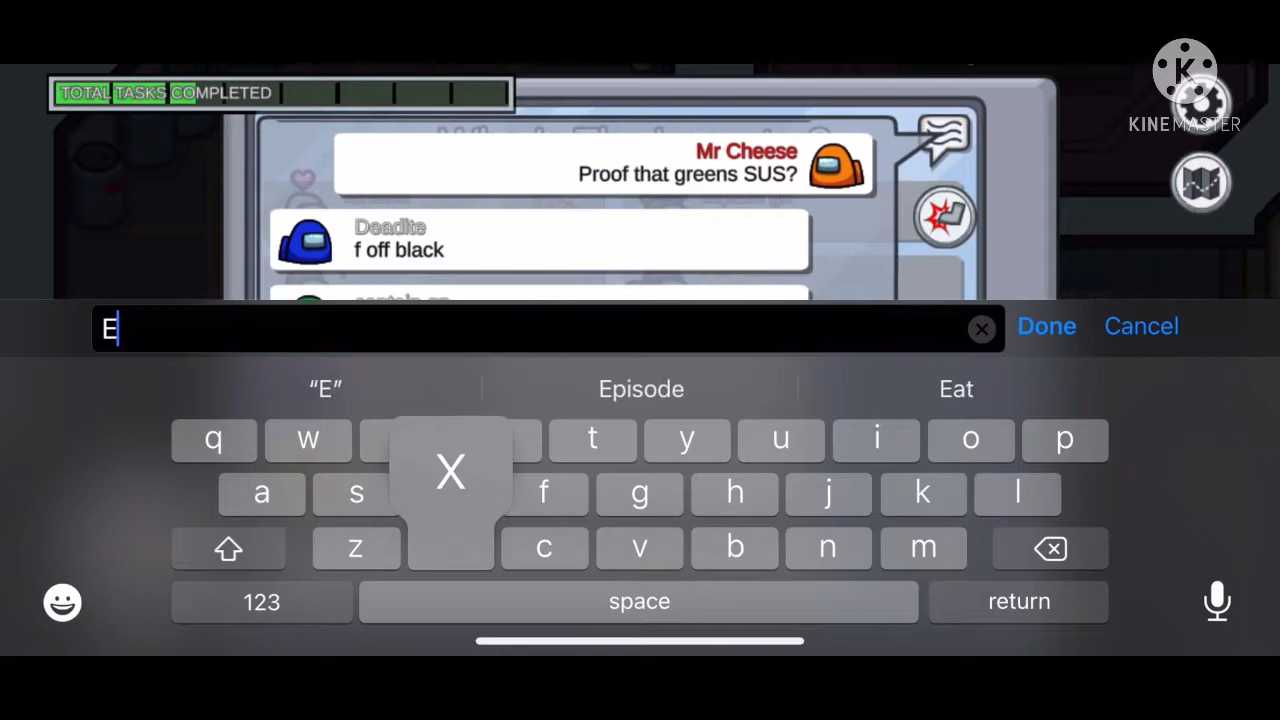 TOTAL TASKS COMPLETED
K
KINEMASTER
Mr Cheese
Proof that greens SUS?
Deadite
f off black
E
Done
Cancel
“E”
Episode
Eat
q w t y u i o p
X
a s f g h j k l
z c v b n m
123
space
return